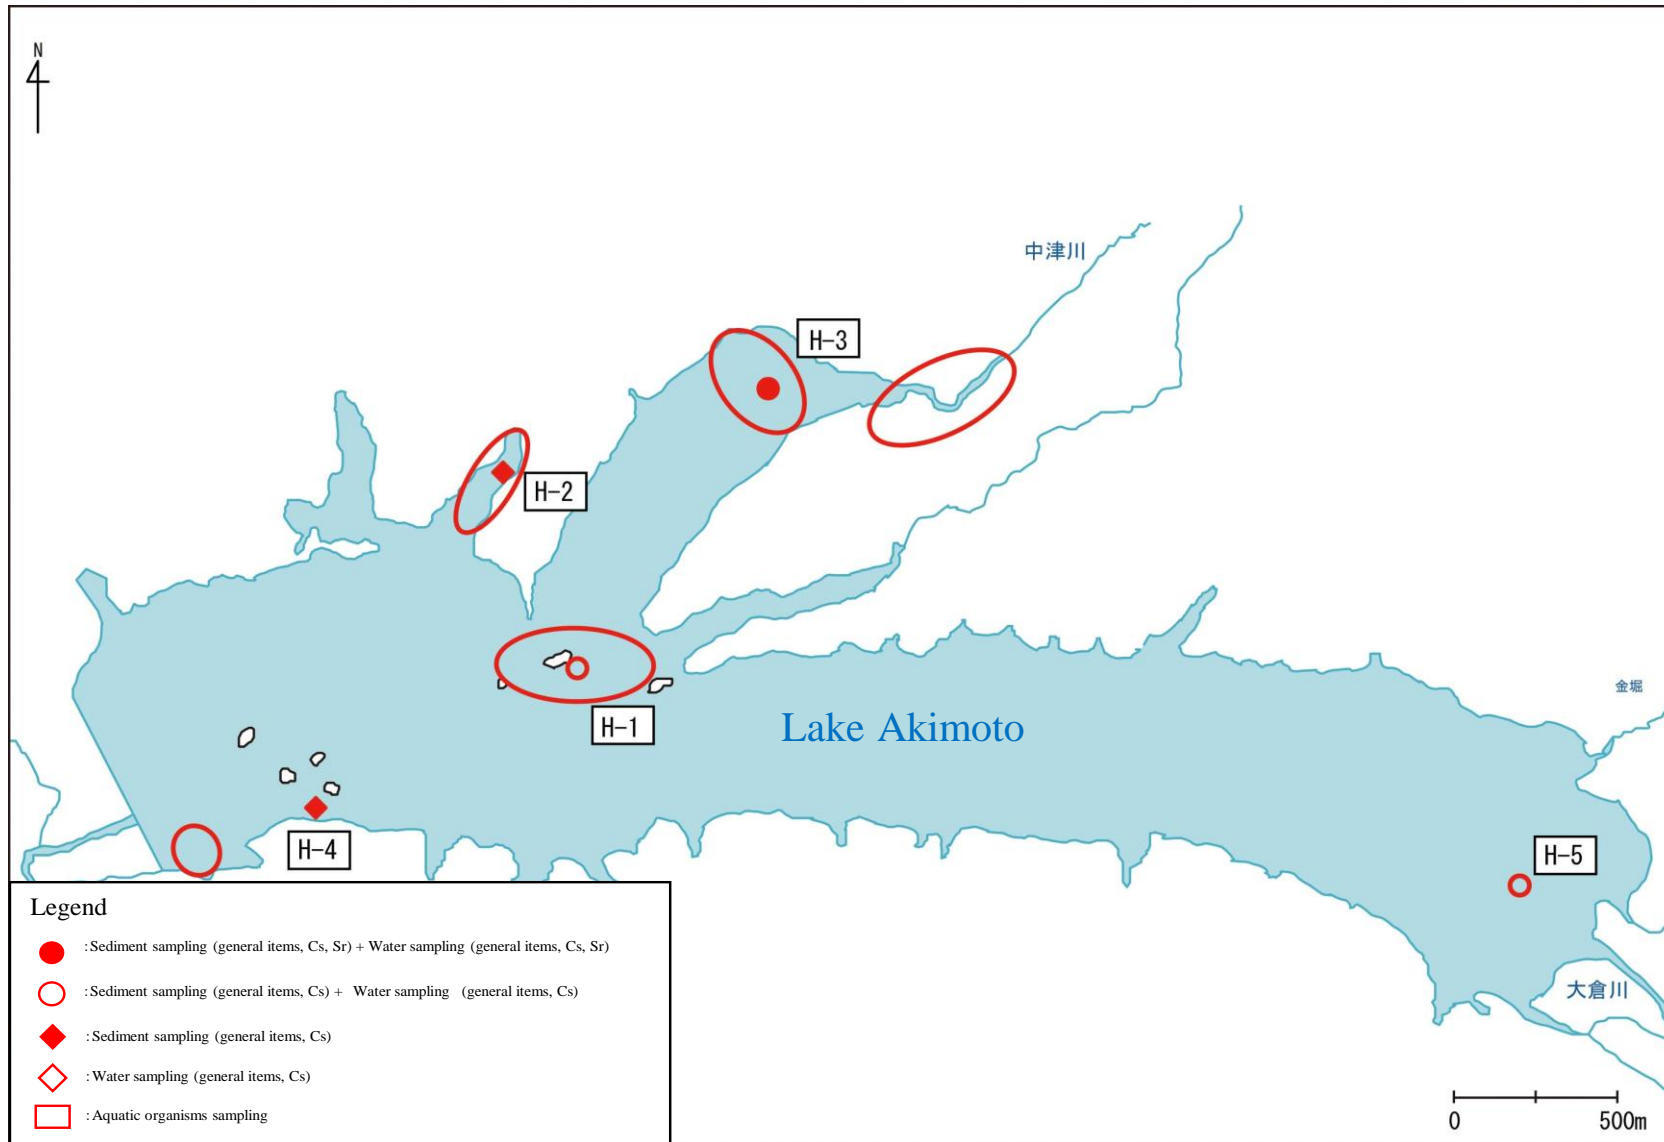 N
中津川
H-3
H-2
金堀
H-1
Lake Akimoto
H-4
H-5
大倉川
Legend
:Sediment sampling (general items, Cs, Sr) + Water sampling (general items, Cs, Sr)
:Sediment sampling (general items, Cs) + Water sampling (general items, Cs)
:Sediment sampling (general items, Cs)
:Water sampling (general items, Cs)
:Aquatic organisms sampling
0 500m